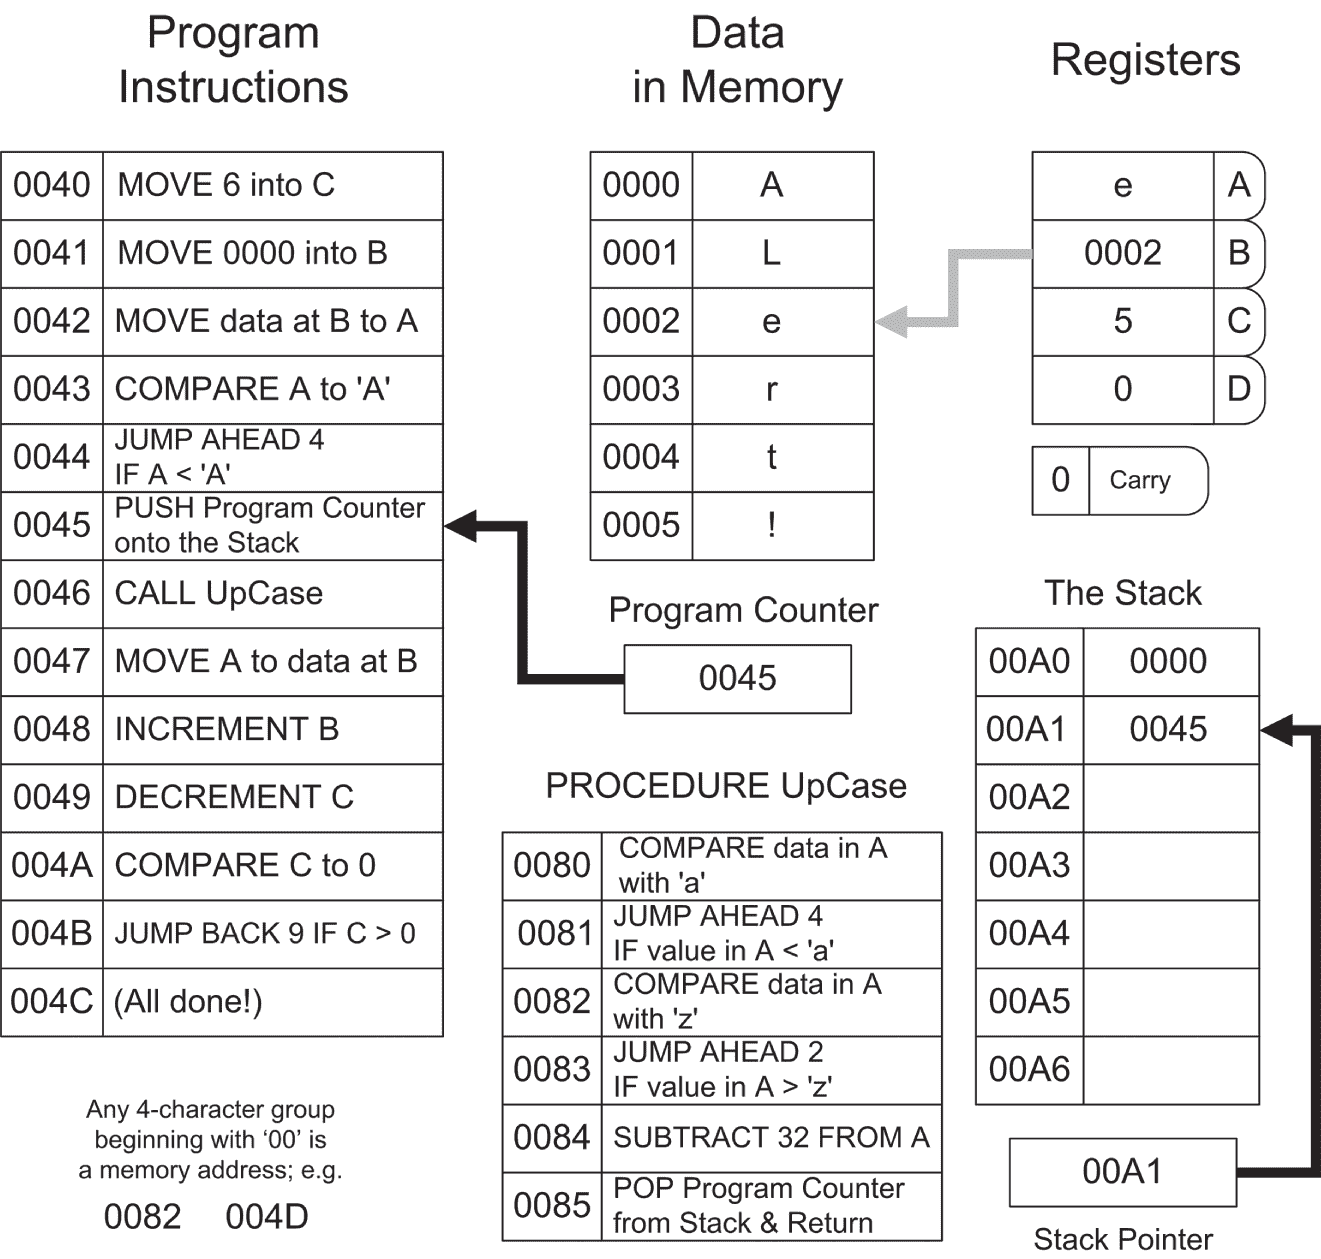 Program
Instructions
0040 MOVE 6 into C
0041 MOVE 0000 into B
0042 MOVE data at B to A
0043 COMPARE A to 'A'
0044 JUMP AHEAD 4
IF A < 'A'
0045 PUSH Program Counter
onto the Stack
0046 CALL UpCase
0047 MOVE A to data at B
0048 INCREMENT B
0049 DECREMENT C
004A COMPARE C to 0
004B JUMP BACK 9 IF C > 0
004C (All done!)
Any 4-character group
beginning with ‘00’ is
a memory address; e.g.
0082 004D
Data
in Memory
0000 A
0001 L
0002 e
0003 r
0004 t
0005 !
Program Counter
0045
PROCEDURE UpCase
0080 COMPARE data in A
with 'a'
0081 JUMP AHEAD 4
IF value in A < 'a'
0082 COMPARE data in A
with 'z'
0083 JUMP AHEAD 2
IF value in A > 'z'
0084 SUBTRACT 32 FROM A
0085 POP Program Counter
from Stack & Return
Registers
e A
0002 B
5 C
0 D
0 Carry
The Stack
00A0 0000
00A1 0045
00A2
00A3
00A4
00A5
00A6
00A1
Stack Pointer